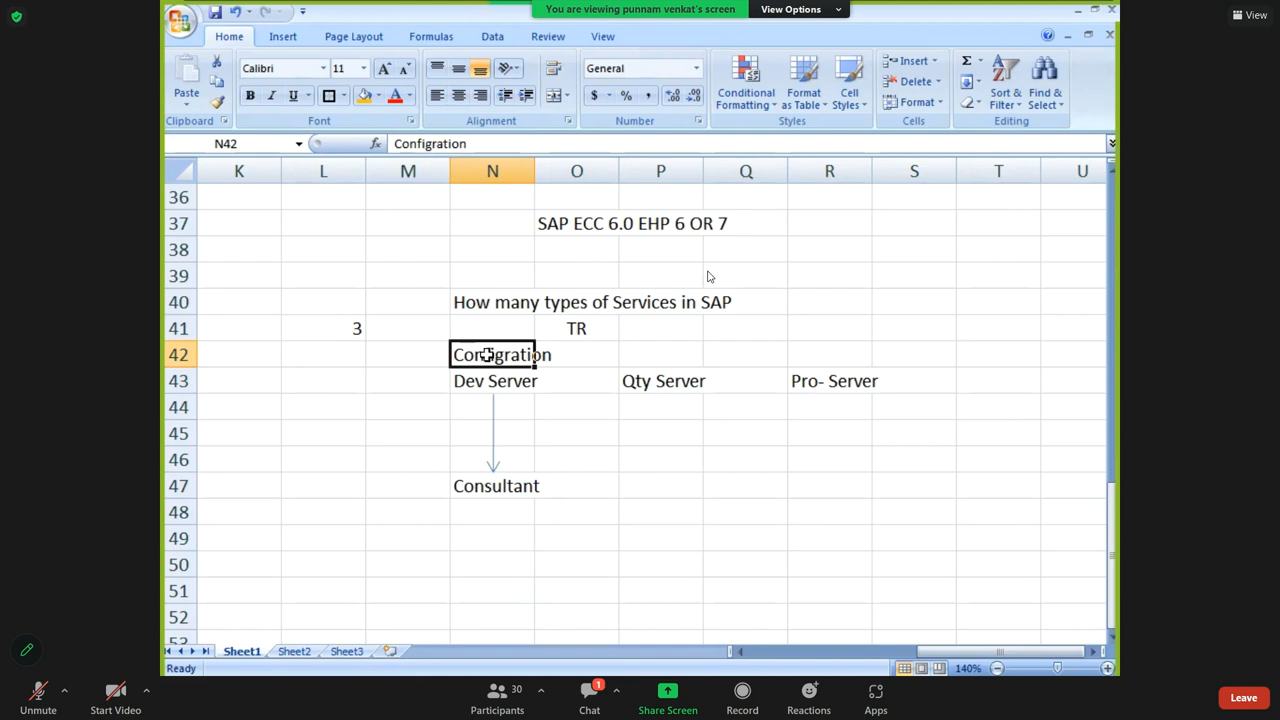 You are viewing punnam venkat's screen
View Options
View
Home Insert Page Layout Formulas Data Review View
Calibri 11 General
Paste
B I U
$ % ,
Conditional Formatting
Format as Table
Cell Styles
Insert
Delete
Format
Σ
Sort & Filter
Find & Select
Clipboard Font Alignment Number Styles Cells Editing
N42 fx Configration
K L M N O P Q R S T U
36
37 SAP ECC 6.0 EHP 6 OR 7
38
39
40 How many types of Services in SAP
41 3 TR
42 Configration
43 Dev Server Qty Server Pro- Server
44
45
46
47 Consultant
48
49
50
51
52
53
Sheet1 Sheet2 Sheet3
Ready 140%
Unmute Start Video Participants 30 Chat 1 Share Screen Record Reactions Apps Leave